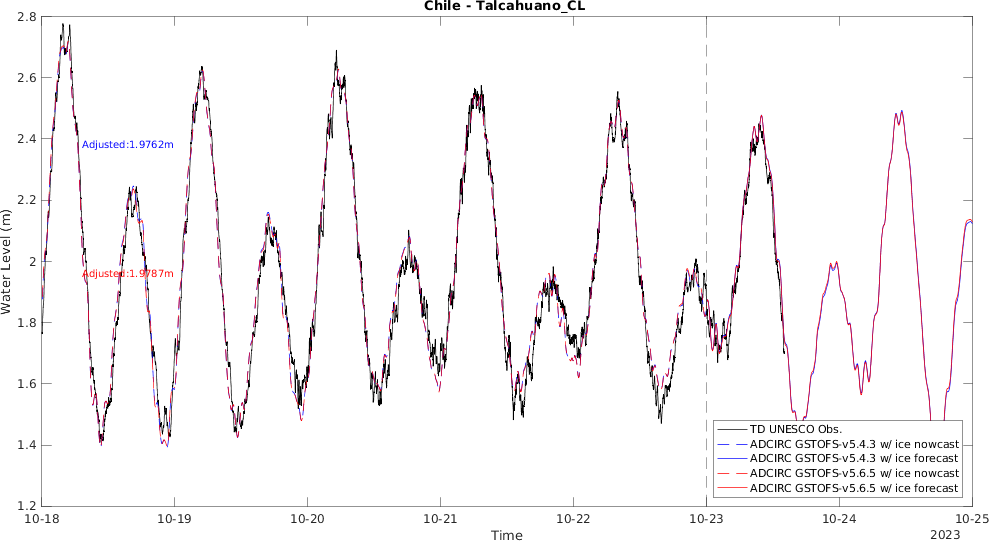 Chile - Talcahuano_CL
2.8
2.6
2.4
2.2
2
1.8
1.6
1.4
1.2
Water Level (m)
Adjusted:1.9762m
Adjusted:1.9787m
TD UNESCO Obs.
ADCIRC GSTOFS-v5.4.3 w/ ice nowcast
ADCIRC GSTOFS-v5.4.3 w/ ice forecast
ADCIRC GSTOFS-v5.6.5 w/ ice nowcast
ADCIRC GSTOFS-v5.6.5 w/ ice forecast
10-18 10-19 10-20 10-21 10-22 10-23 10-24 10-25
Time
2023